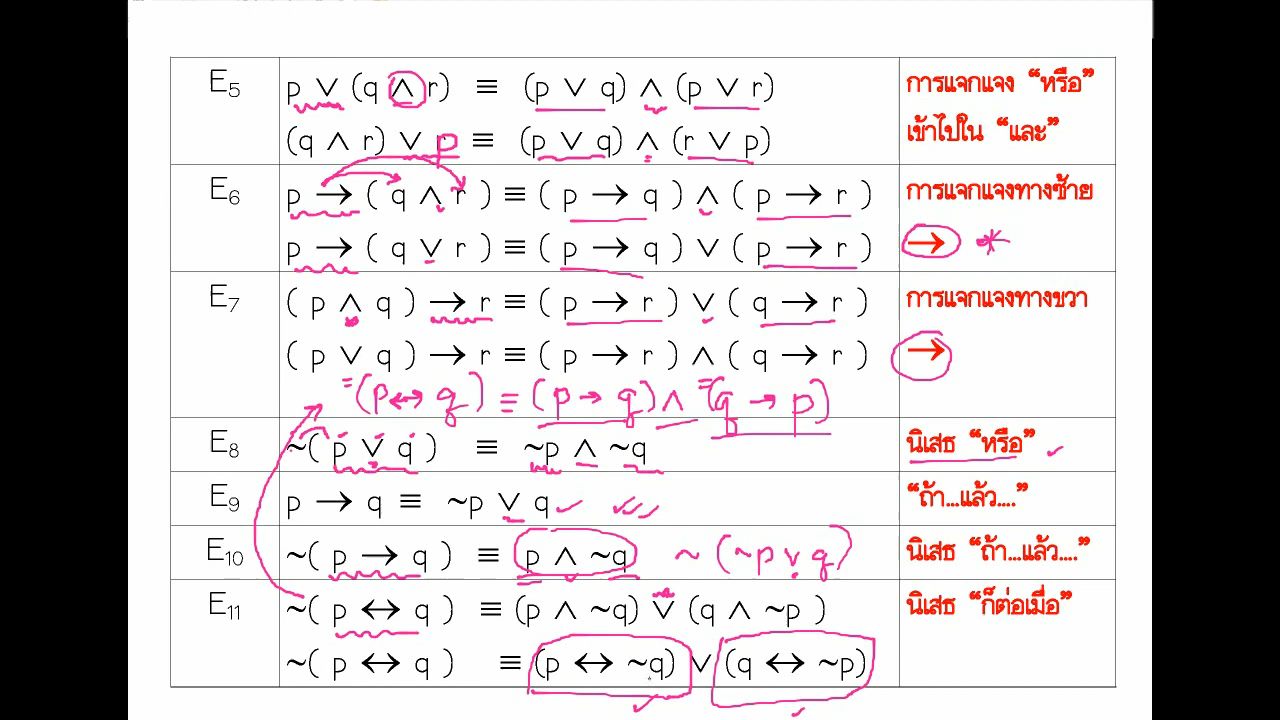 E5 p ∨ (q ∧ r) ≡ (p ∨ q) ∧ (p ∨ r) การแจกแจง “หรือ”
(q ∧ r) ∨ p ≡ (p ∨ q) ∧ (r ∨ p) เข้าไปใน “และ”
E6 p → ( q ∧ r ) ≡ ( p → q ) ∧ ( p → r ) การแจกแจงทางซ้าย
p → ( q ∨ r ) ≡ ( p → q ) ∨ ( p → r ) → *
E7 ( p ∧ q ) → r ≡ ( p → r ) ∨ ( q → r ) การแจกแจงทางขวา
( p ∨ q ) → r ≡ ( p → r ) ∧ ( q → r ) →
~(p ↔ q) ≡ (p → q) ∧ ~(q → p)
E8 ~( p ∨ q ) ≡ ~p ∧ ~q นิเสธ “หรือ” ✓
E9 p → q ≡ ~p ∨ q ✓ ✓✓ “ถ้า...แล้ว....”
E10 ~( p → q ) ≡ p ∧ ~q ~ (~p ∨ q) นิเสธ “ถ้า...แล้ว....”
E11 ~( p ↔ q ) ≡ (p ∧ ~q) ∨ (q ∧ ~p ) นิเสธ “ก็ต่อเมื่อ”
~( p ↔ q ) ≡ (p ↔ ~q) ∨ (q ↔ ~p)